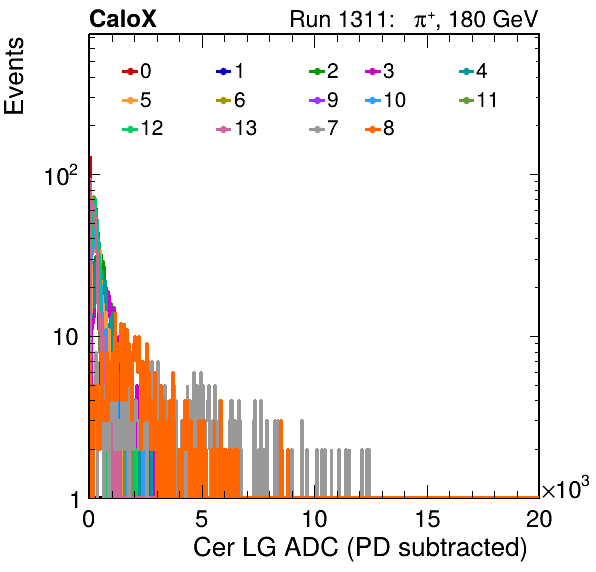 CaloX Run 1311: π⁺, 180 GeV
Events
0 1 2 3 4
5 6 9 10 11
12 13 7 8
10²
10
1
0 5 10 15 20
×10³
Cer LG ADC (PD subtracted)